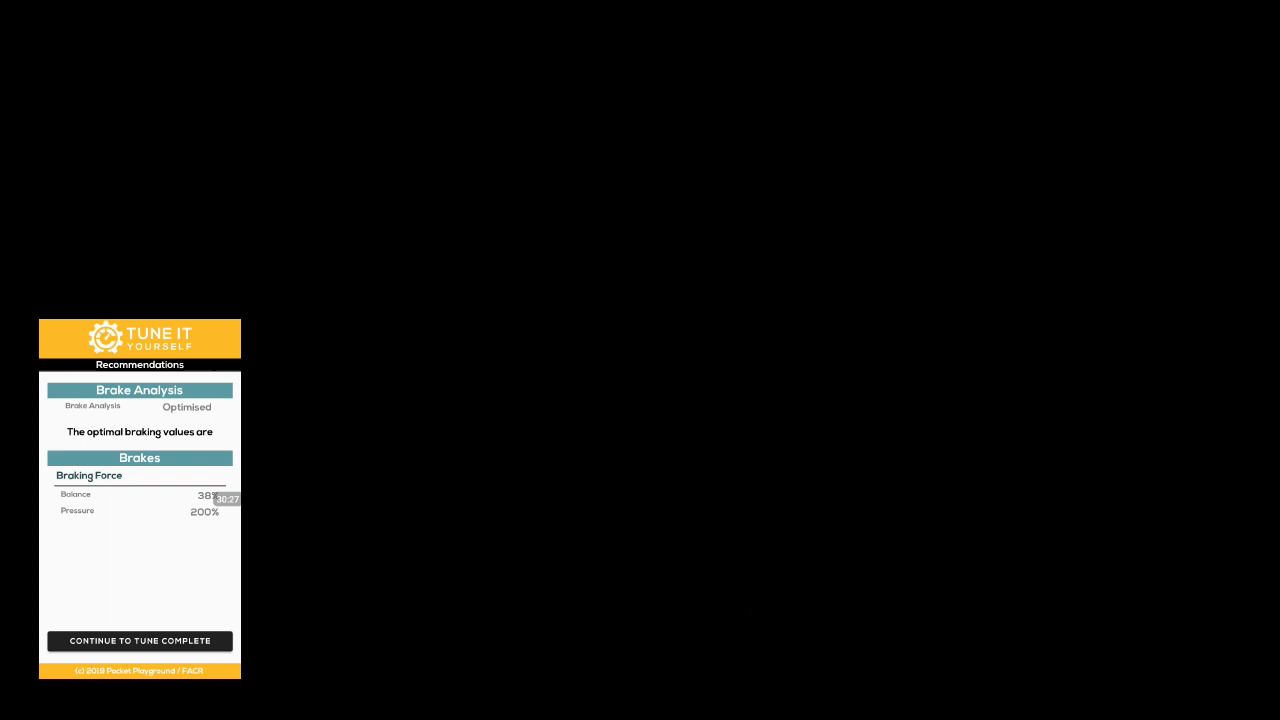 TUNE IT
YOURSELF
Recommendations
Brake Analysis
Brake Analysis Optimised
The optimal braking values are
Brakes
Braking Force
Balance 38%
30:27
Pressure 200%
CONTINUE TO TUNE COMPLETE
(c) 2019 Pocket Playground / FACR